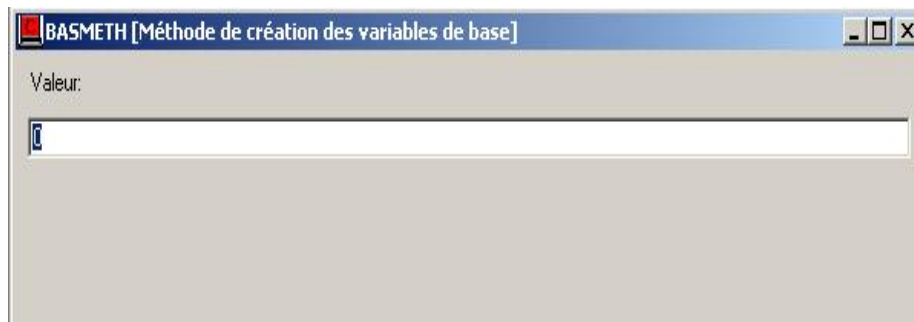 BASMETH [Méthode de création des variables de base]
Valeur:
0